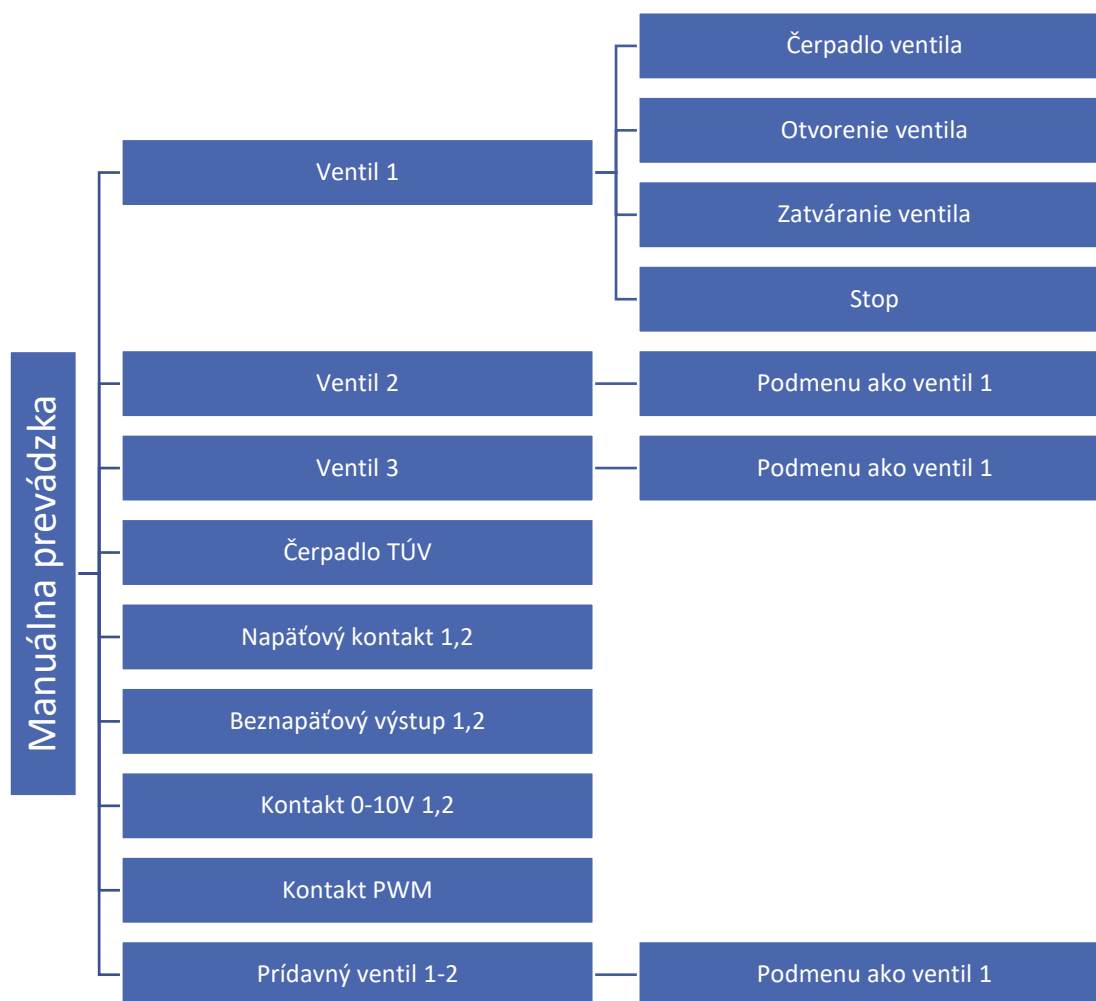 Manuálna prevádzka
Ventil 1
Čerpadlo ventila
Otvorenie ventila
Zatváranie ventila
Stop
Ventil 2
Podmenu ako ventil 1
Ventil 3
Podmenu ako ventil 1
Čerpadlo TÚV
Napäťový kontakt 1,2
Beznapäťový výstup 1,2
Kontakt 0-10V 1,2
Kontakt PWM
Prídavný ventil 1-2
Podmenu ako ventil 1